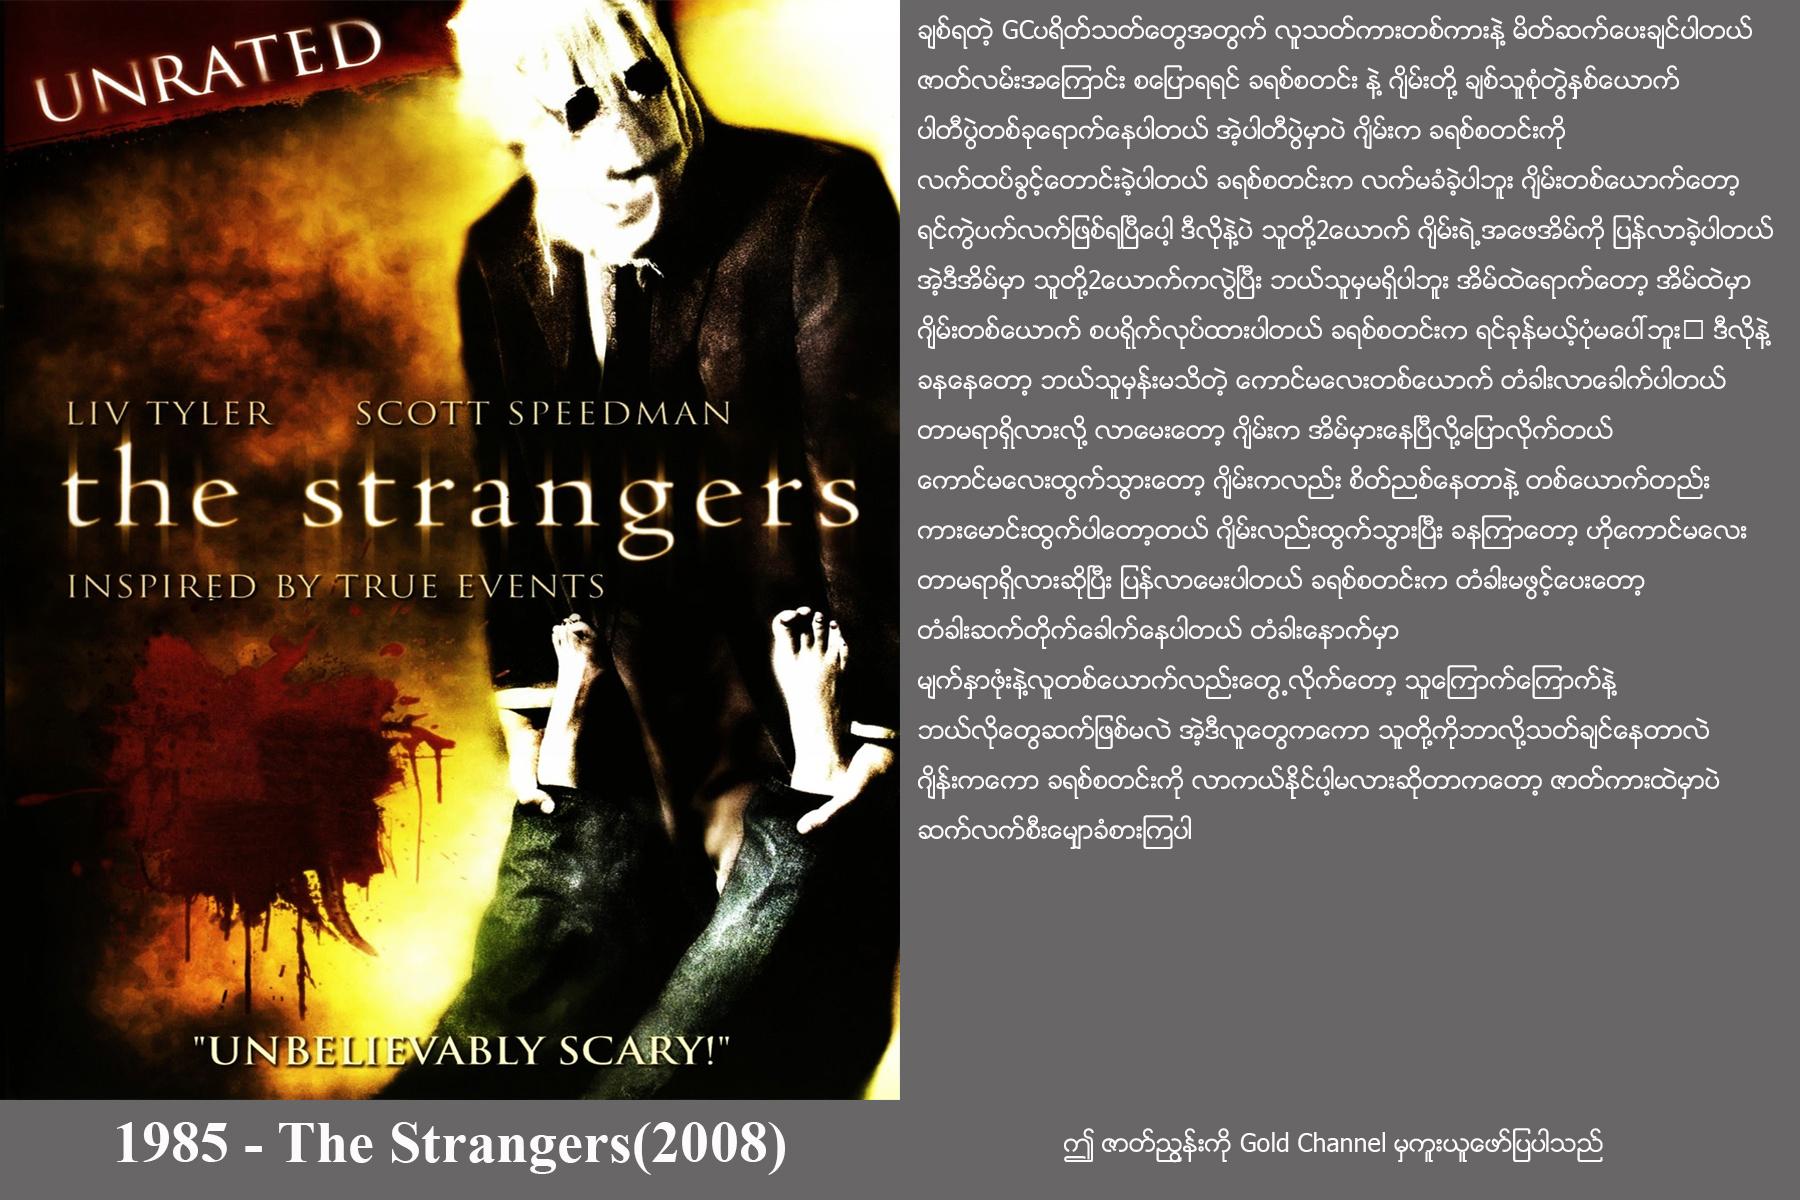 UNRATED
LIV TYLER SCOTT SPEEDMAN
the strangers
INSPIRED BY TRUE EVENTS
"UNBELIEVABLY SCARY!"
1985 - The Strangers(2008)
ချစ်ရတဲ့ GCပရိတ်သတ်တွေအတွက် လူသတ်ကားတစ်ကားနဲ့ မိတ်ဆက်ပေးချင်ပါတယ်
ဇာတ်လမ်းအကြောင်း စပြောရရင် ခရစ်စတင်း နဲ့ ဂျိမ်းတို့ ချစ်သူစုံတွဲနှစ်ယောက်
ပါတီပွဲတစ်ခုရောက်နေပါတယ် အဲ့ပါတီပွဲမှာပဲ ဂျိမ်းက ခရစ်စတင်းကို
လက်ထပ်ခွင့်တောင်းခဲ့ပါတယ် ခရစ်စတင်းက လက်မခံခဲ့ပါဘူး ဂျိမ်းတစ်ယောက်တော့
ရင်ကွဲပက်လက်ဖြစ်ရပြီပေါ့ ဒီလိုနဲ့ပဲ သူတို့2ယောက် ဂျိမ်းရဲ့အဖေအိမ်ကို ပြန်လာခဲ့ပါတယ်
အဲ့ဒီအိမ်မှာ သူတို့2ယောက်ကလွဲပြီး ဘယ်သူမှမရှိပါဘူး အိမ်ထဲရောက်တော့ အိမ်ထဲမှာ
ဂျိမ်းတစ်ယောက် စပရိုက်လုပ်ထားပါတယ် ခရစ်စတင်းက ရင်ခုန်မယ့်ပုံမပေါ်ဘူး ဒီလိုနဲ့
ခနနေတော့ ဘယ်သူမှန်းမသိတဲ့ ကောင်မလေးတစ်ယောက် တံခါးလာခေါက်ပါတယ်
တာမရာရှိလားလို့ လာမေးတော့ ဂျိမ်းက အိမ်မှားနေပြီလို့ပြောလိုက်တယ်
ကောင်မလေးထွက်သွားတော့ ဂျိမ်းကလည်း စိတ်ညစ်နေတာနဲ့ တစ်ယောက်တည်း
ကားမောင်းထွက်ပါတော့တယ် ဂျိမ်းလည်းထွက်သွားပြီး ခနကြာတော့ ဟိုကောင်မလေး
တာမရာရှိလားဆိုပြီး ပြန်လာမေးပါတယ် ခရစ်စတင်းက တံခါးမဖွင့်ပေးတော့
တံခါးဆက်တိုက်ခေါက်နေပါတယ် တံခါးနောက်မှာ
မျက်နှာဖုံးနဲ့လူတစ်ယောက်လည်းတွေ့လိုက်တော့ သူကြောက်ကြောက်နဲ့
ဘယ်လိုတွေဆက်ဖြစ်မလဲ အဲ့ဒီလူတွေကကော သူတို့ကိုဘာလို့သတ်ချင်နေတာလဲ
ဂျိန်းကကော ခရစ်စတင်းကို လာကယ်နိုင်ပါ့မလားဆိုတာကတော့ ဇာတ်ကားထဲမှာပဲ
ဆက်လက်စီးမျှောခံစားကြပါ
ဤ ဇာတ်ညွှန်းကို Gold Channel မှကူးယူဖော်ပြပါသည်